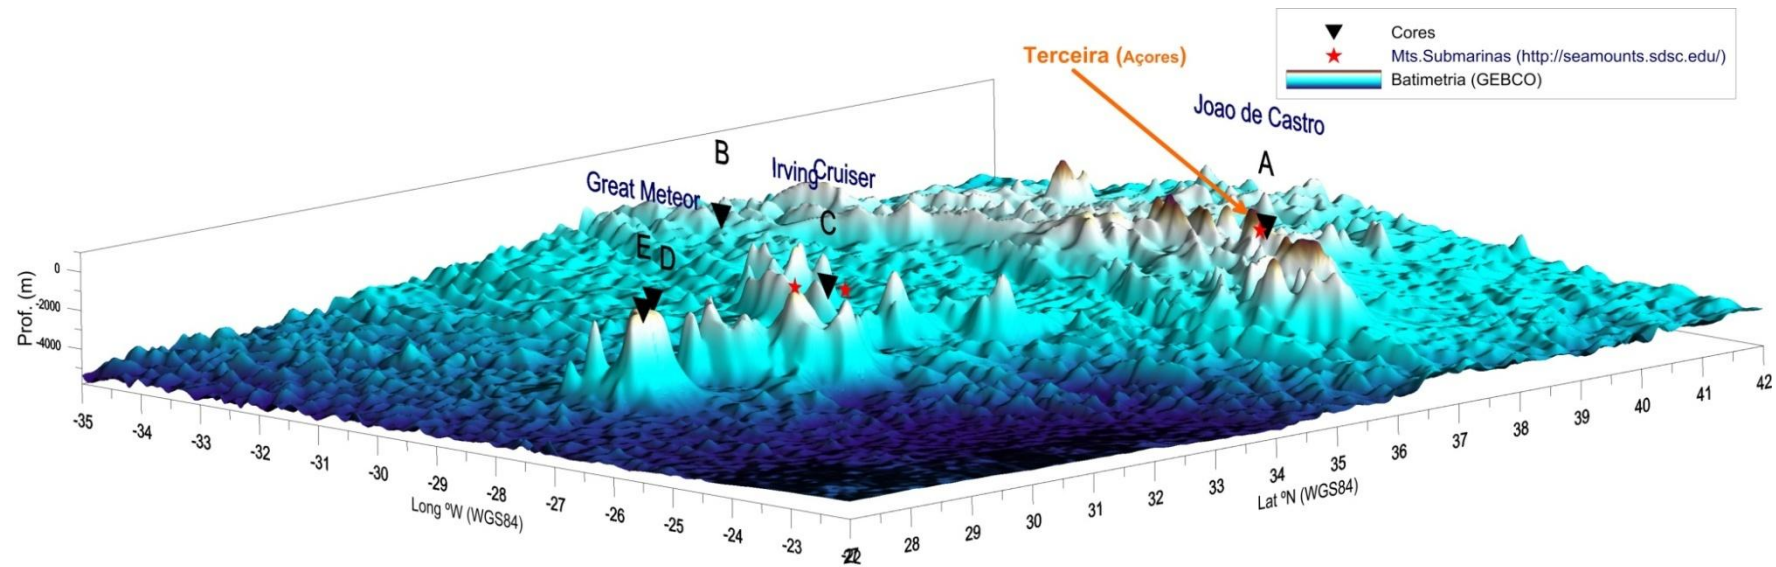 Cores
Mts.Submarinas (http://seamounts.sdsc.edu/)
Batimetria (GEBCO)
Terceira (Açores)
Joao de Castro
A
B
Irving
Cruiser
Great Meteor
C
E
D
Prof. (m)
0
-2000
-4000
-35
-34
-33
-32
-31
-30
-29
-28
-27
-26
-25
-24
-23
Long ºW (WGS84)
28
29
30
31
32
33
34
35
36
37
38
39
40
41
42
Lat ºN (WGS84)